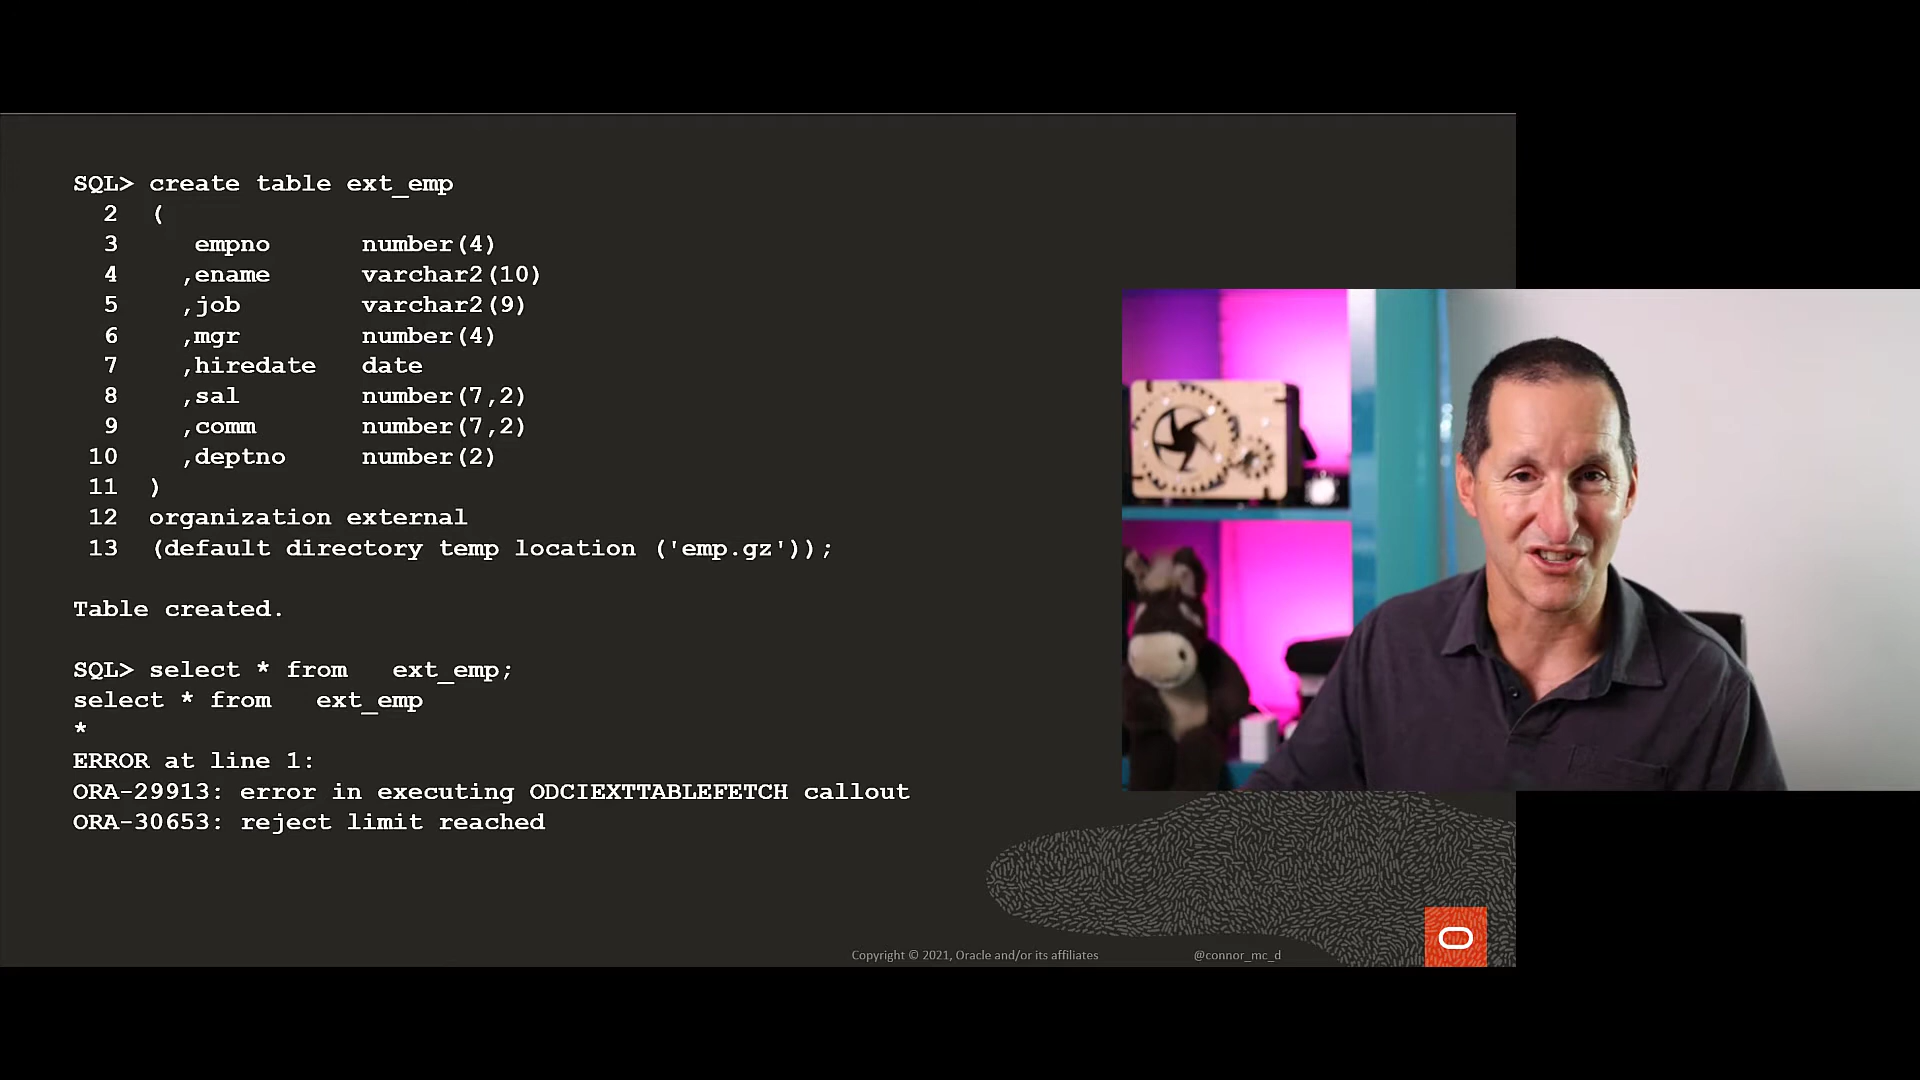 SQL> create table ext_emp
2 (
3 empno number(4)
4 ,ename varchar2(10)
5 ,job varchar2(9)
6 ,mgr number(4)
7 ,hiredate date
8 ,sal number(7,2)
9 ,comm number(7,2)
10 ,deptno number(2)
11 )
12 organization external
13 (default directory temp location ('emp.gz'));
Table created.
SQL> select * from ext_emp;
select * from ext_emp
*
ERROR at line 1:
ORA-29913: error in executing ODCIEXTTABLEFETCH callout
ORA-30653: reject limit reached
Copyright © 2021, Oracle and/or its affiliates
@connor_mc_d